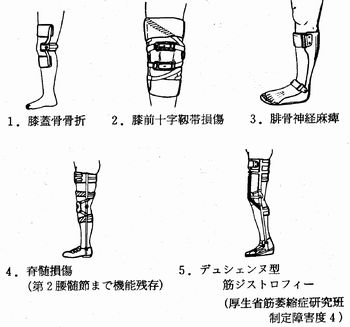 1．膝蓋骨骨折
2．膝前十字靱帯損傷
3．腓骨神経麻痺
4．脊髄損傷
(第2腰髄節まで機能残存)
5．デュシェンヌ型
筋ジストロフィー
(厚生省筋萎縮症研究班
制定障害度4)